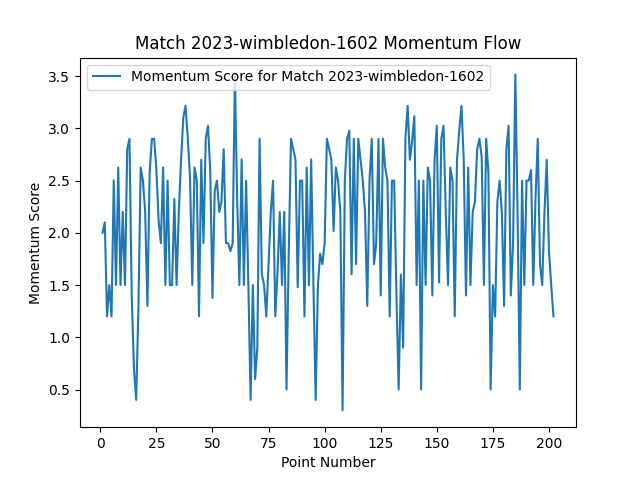 Match 2023-wimbledon-1602 Momentum Flow
Momentum Score for Match 2023-wimbledon-1602
3.5
3.0
2.5
2.0
1.5
1.0
0.5
Momentum Score
0 25 50 75 100 125 150 175 200
Point Number